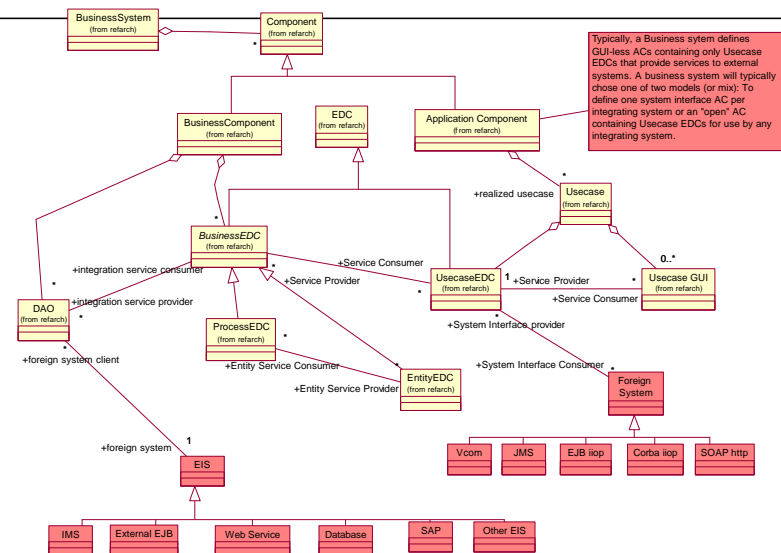 BusinessSystem
(from refarch)
Component
(from refarch)
*
Typically, a Business sytem defines
GUI-less ACs containing only Usecase
EDCs that provide services to external
systems. A business system will typically
chose one of two models (or mix): To
define one system interface AC per
integrating system or an "open" AC
containing Usecase EDCs for use by any
integrating system.
BusinessComponent
(from refarch)
EDC
(from refarch)
Application Component
(from refarch)
*
+realized usecase
Usecase
(from refarch)
*
BusinessEDC
(from refarch)
*
+integration service consumer
+Service Consumer
*
+Service Provider
UsecaseEDC
(from refarch)
1
+Service Provider
0..*
*
Usecase GUI
(from refarch)
+Service Consumer
*
DAO
(from refarch)
*
+integration service provider
*
+foreign system client
ProcessEDC
(from refarch)
*
+Entity Service Consumer
*
+System Interface provider
*
EntityEDC
(from refarch)
+Entity Service Provider
+System Interface Consumer
*
Foreign
System
1
+foreign system
EIS
Vcom
JMS
EJB iiop
Corba iiop
SOAP http
IMS
External EJB
Web Service
Database
SAP
Other EIS